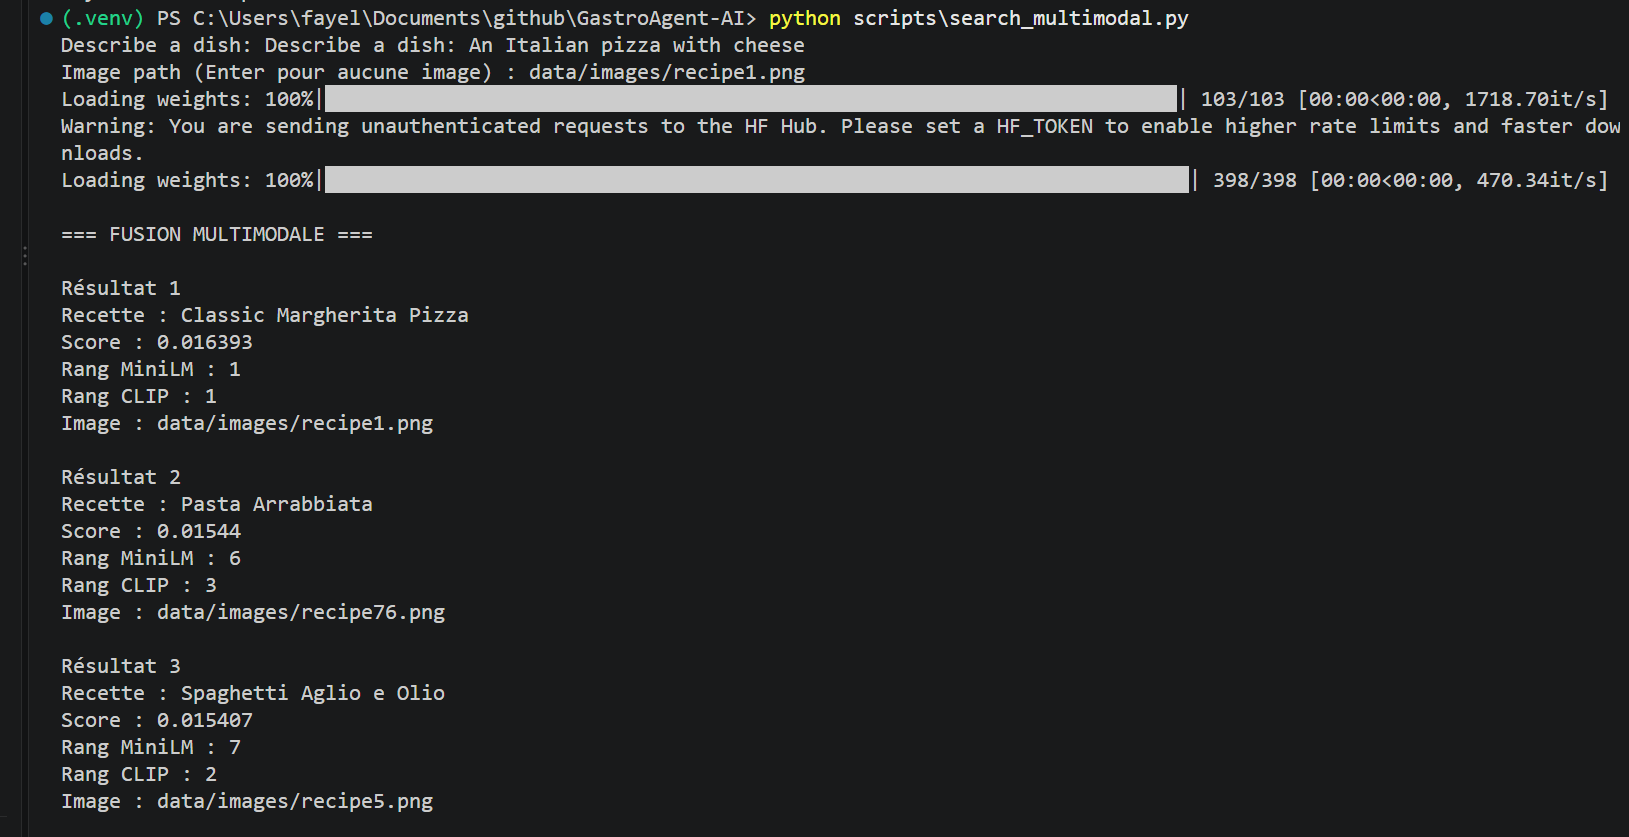 (.venv) PS C:\Users\fayel\Documents\github\GastroAgent-AI> python scripts\search_multimodal.py
Describe a dish: Describe a dish: An Italian pizza with cheese
Image path (Enter pour aucune image) : data/images/recipe1.png
Loading weights: 100%| | 103/103 [00:00<00:00, 1718.70it/s]
Warning: You are sending unauthenticated requests to the HF Hub. Please set a HF_TOKEN to enable higher rate limits and faster dow
nloads.
Loading weights: 100%| | 398/398 [00:00<00:00, 470.34it/s]
=== FUSION MULTIMODALE ===
Résultat 1
Recette : Classic Margherita Pizza
Score : 0.016393
Rang MiniLM : 1
Rang CLIP : 1
Image : data/images/recipe1.png
Résultat 2
Recette : Pasta Arrabbiata
Score : 0.01544
Rang MiniLM : 6
Rang CLIP : 3
Image : data/images/recipe76.png
Résultat 3
Recette : Spaghetti Aglio e Olio
Score : 0.015407
Rang MiniLM : 7
Rang CLIP : 2
Image : data/images/recipe5.png